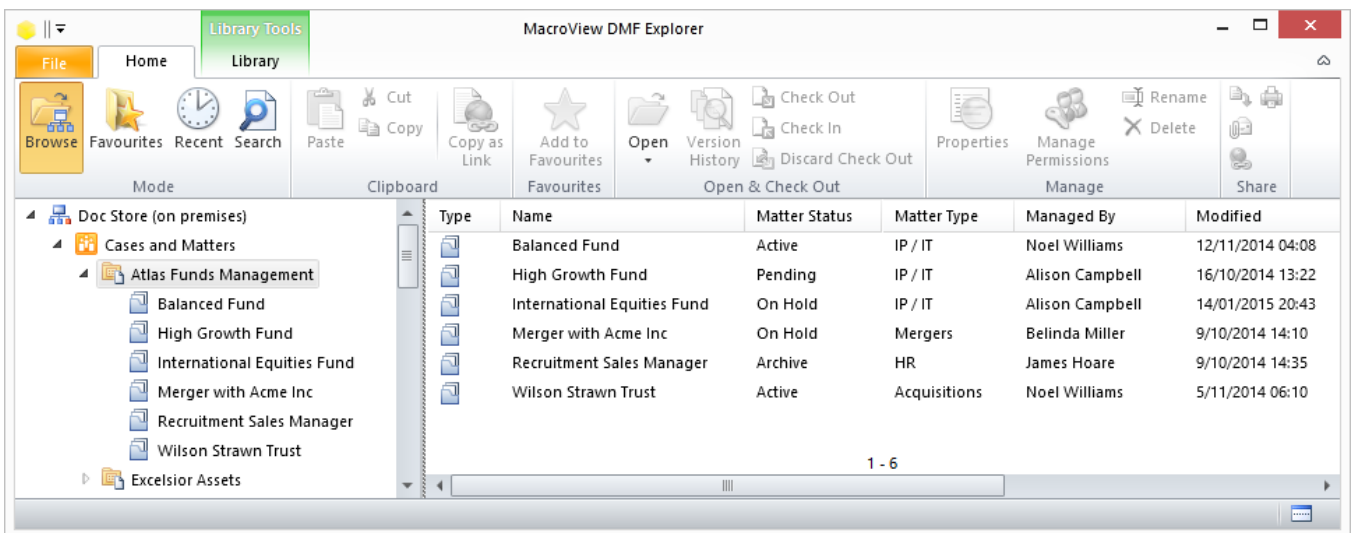 Library Tools MacroView DMF Explorer
File Home Library
Browse Favourites Recent Search Paste Cut Copy Copy as Link Add to Favourites Open Version History Check Out Check In Discard Check Out Properties Manage Permissions Rename Delete
Mode Clipboard Favourites Open & Check Out Manage Share
Doc Store (on premises)
Cases and Matters
Atlas Funds Management
Balanced Fund
High Growth Fund
International Equities Fund
Merger with Acme Inc
Recruitment Sales Manager
Wilson Strawn Trust
Excelsior Assets
Type Name Matter Status Matter Type Managed By Modified
Balanced Fund Active IP / IT Noel Williams 12/11/2014 04:08
High Growth Fund Pending IP / IT Alison Campbell 16/10/2014 13:22
International Equities Fund On Hold IP / IT Alison Campbell 14/01/2015 20:43
Merger with Acme Inc On Hold Mergers Belinda Miller 9/10/2014 14:10
Recruitment Sales Manager Archive HR James Hoare 9/10/2014 14:35
Wilson Strawn Trust Active Acquisitions Noel Williams 5/11/2014 06:10
1 - 6